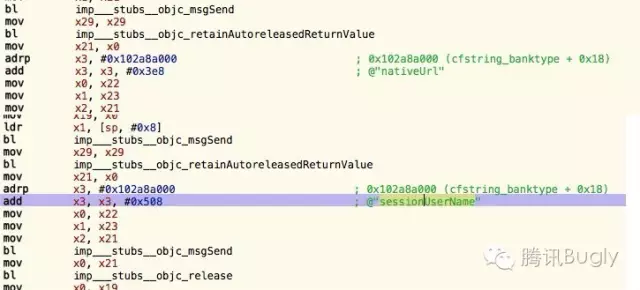 bl imp___stubs__objc_msgSend
mov x29, x29
bl imp___stubs__objc_retainAutoreleasedReturnValue
mov x21, x0
adrp x3, #0x102a8a000 ; 0x102a8a000 (cfstring_banktype + 0x18)
add x3, x3, #0x3e8 ; @"nativeUrl"
mov x0, x22
mov x1, x23
mov x2, x21
ldr x1, [sp, #0x8]
bl imp___stubs__objc_msgSend
mov x29, x29
bl imp___stubs__objc_retainAutoreleasedReturnValue
mov x21, x0
adrp x3, #0x102a8a000 ; 0x102a8a000 (cfstring_banktype + 0x18)
add x3, x3, #0x508 ; @"sessionUserName"
mov x0, x22
mov x1, x23
mov x2, x21
bl imp___stubs__objc_msgSend
mov x0, x21
bl imp___stubs__objc_release
mov x0, x19
腾讯Bugly